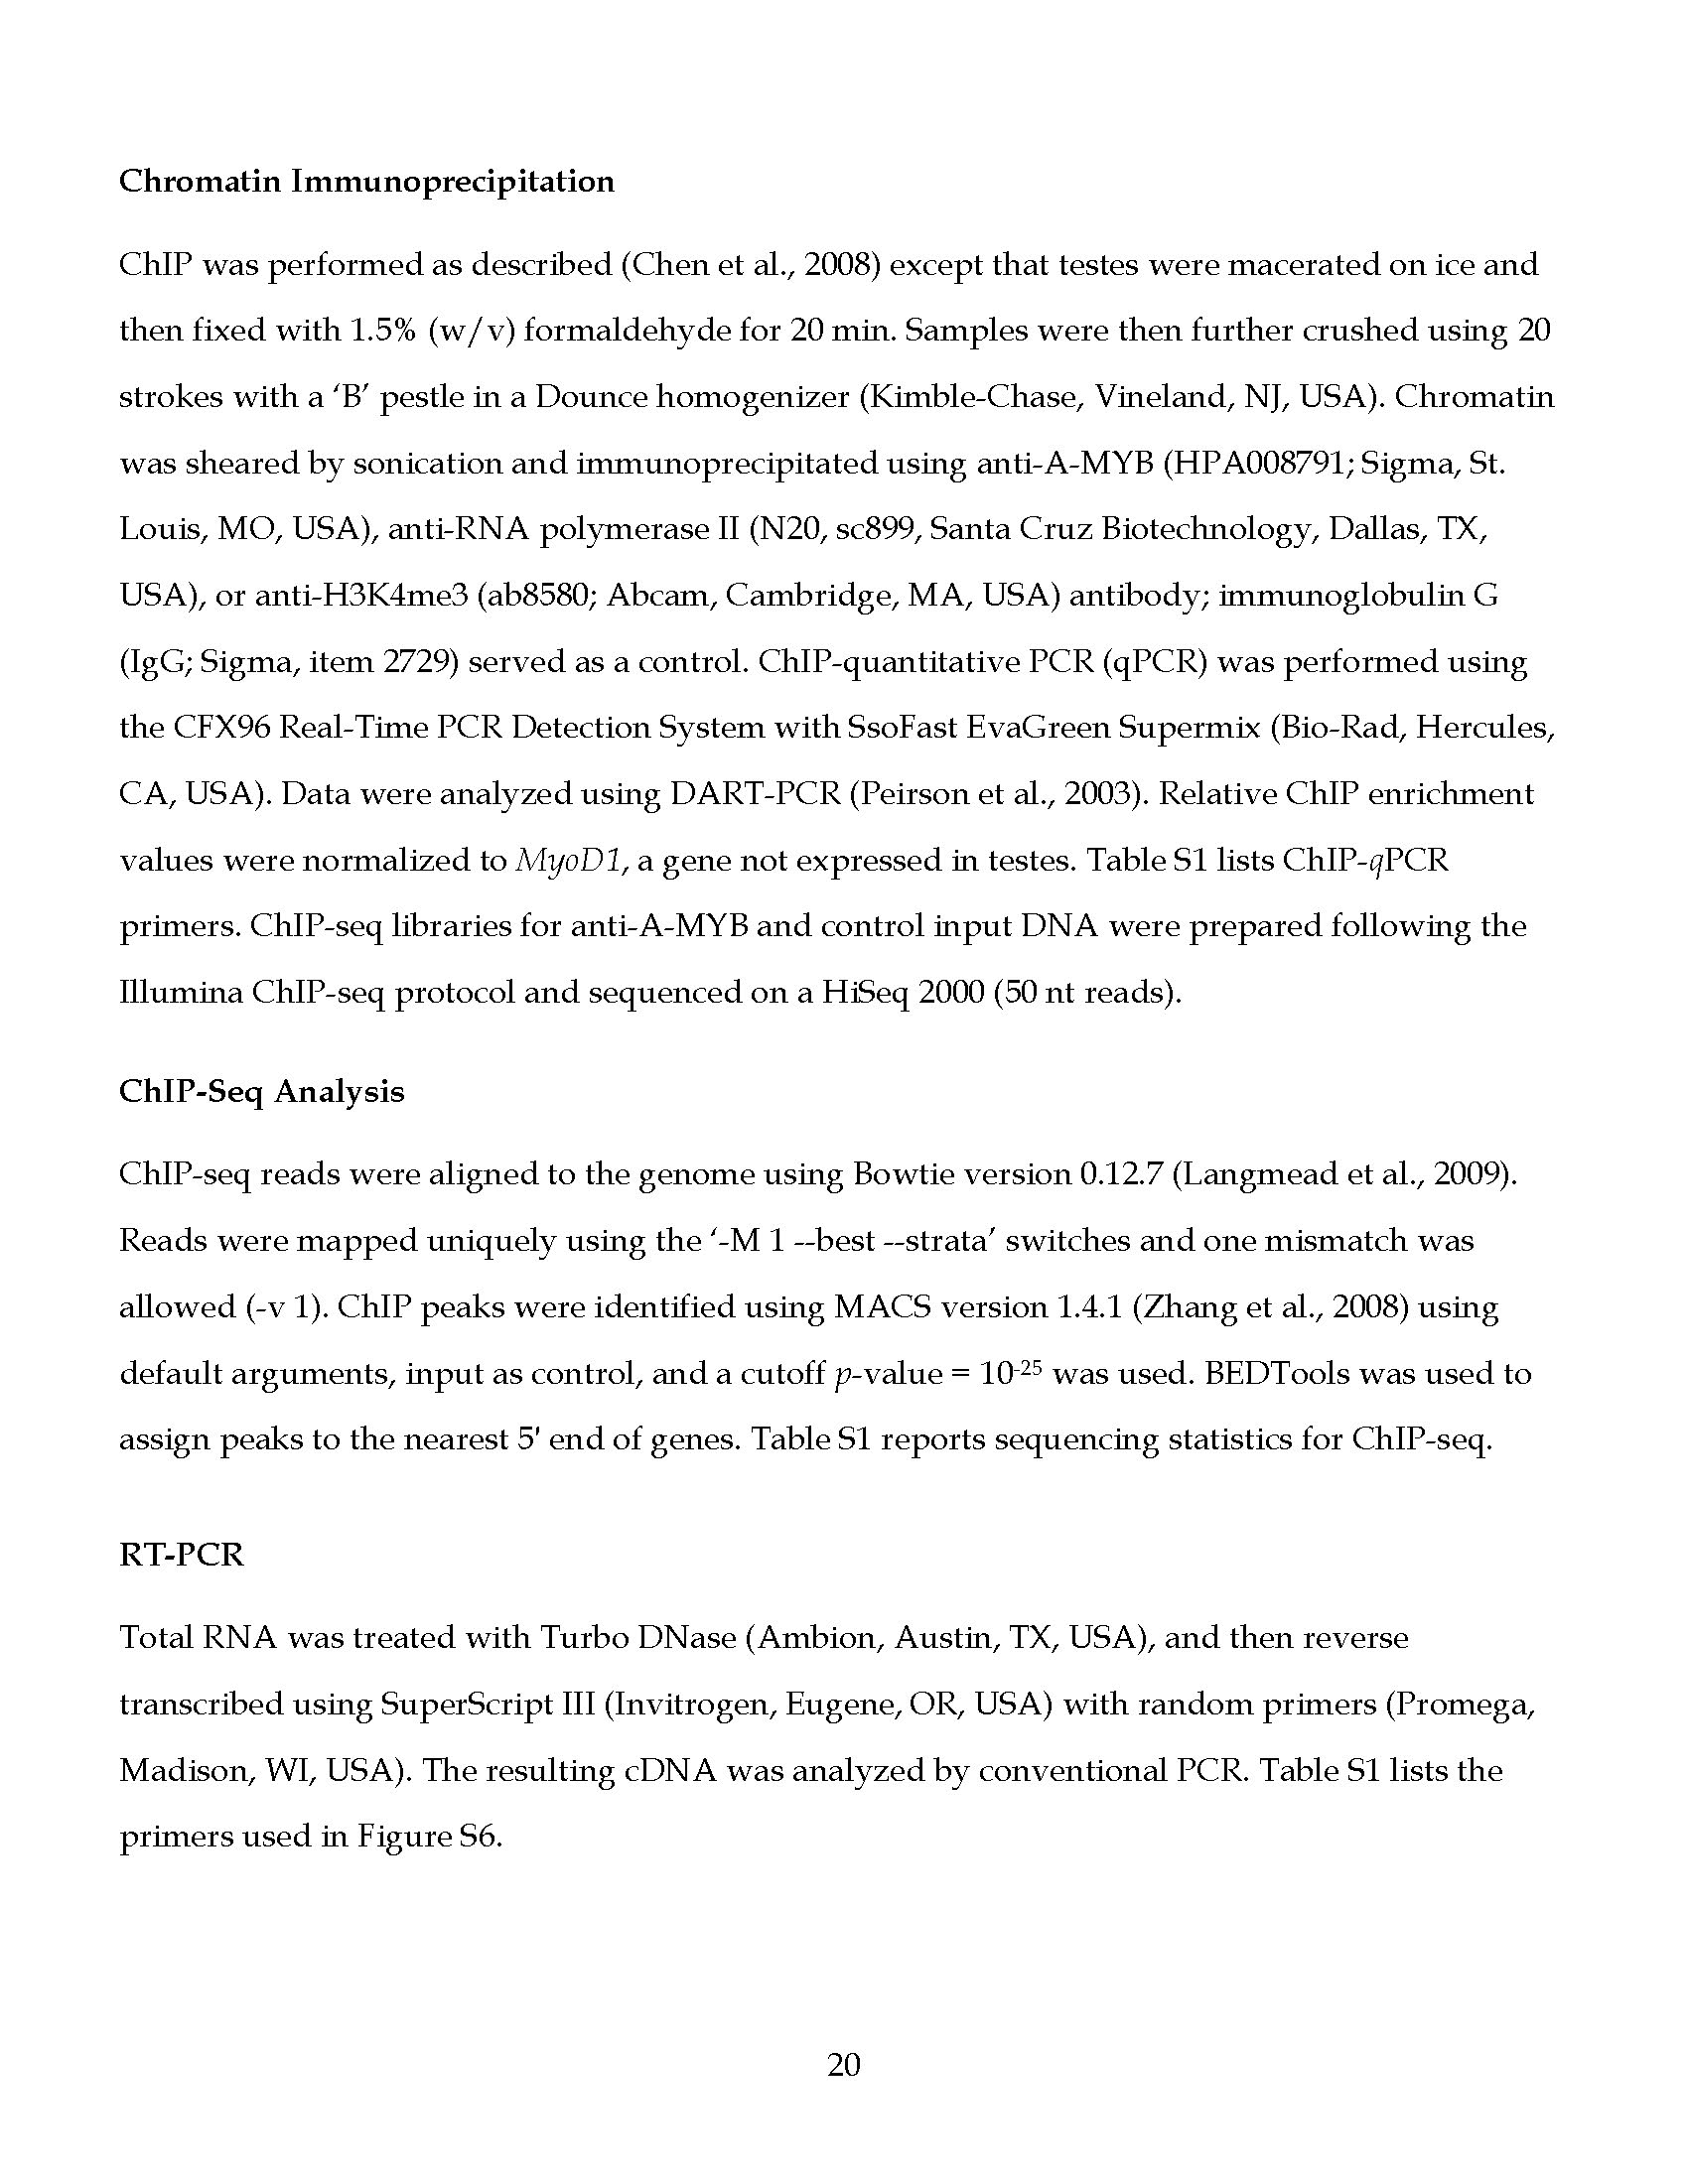 Chromatin Immunoprecipitation
ChIP was performed as described (Chen et al., 2008) except that testes were macerated on ice and
then fixed with 1.5% (w/v) formaldehyde for 20 min. Samples were then further crushed using 20
strokes with a ‘B’ pestle in a Dounce homogenizer (Kimble-Chase, Vineland, NJ, USA). Chromatin
was sheared by sonication and immunoprecipitated using anti-A-MYB (HPA008791; Sigma, St.
Louis, MO, USA), anti-RNA polymerase II (N20, sc899, Santa Cruz Biotechnology, Dallas, TX,
USA), or anti-H3K4me3 (ab8580; Abcam, Cambridge, MA, USA) antibody; immunoglobulin G
(IgG; Sigma, item 2729) served as a control. ChIP-quantitative PCR (qPCR) was performed using
the CFX96 Real-Time PCR Detection System with SsoFast EvaGreen Supermix (Bio-Rad, Hercules,
CA, USA). Data were analyzed using DART-PCR (Peirson et al., 2003). Relative ChIP enrichment
values were normalized to MyoD1, a gene not expressed in testes. Table S1 lists ChIP-qPCR
primers. ChIP-seq libraries for anti-A-MYB and control input DNA were prepared following the
Illumina ChIP-seq protocol and sequenced on a HiSeq 2000 (50 nt reads).
ChIP-Seq Analysis
ChIP-seq reads were aligned to the genome using Bowtie version 0.12.7 (Langmead et al., 2009).
Reads were mapped uniquely using the ‘-M 1 --best --strata’ switches and one mismatch was
allowed (-v 1). ChIP peaks were identified using MACS version 1.4.1 (Zhang et al., 2008) using
default arguments, input as control, and a cutoff p-value = 10⁻²⁵ was used. BEDTools was used to
assign peaks to the nearest 5′ end of genes. Table S1 reports sequencing statistics for ChIP-seq.
RT-PCR
Total RNA was treated with Turbo DNase (Ambion, Austin, TX, USA), and then reverse
transcribed using SuperScript III (Invitrogen, Eugene, OR, USA) with random primers (Promega,
Madison, WI, USA). The resulting cDNA was analyzed by conventional PCR. Table S1 lists the
primers used in Figure S6.
20